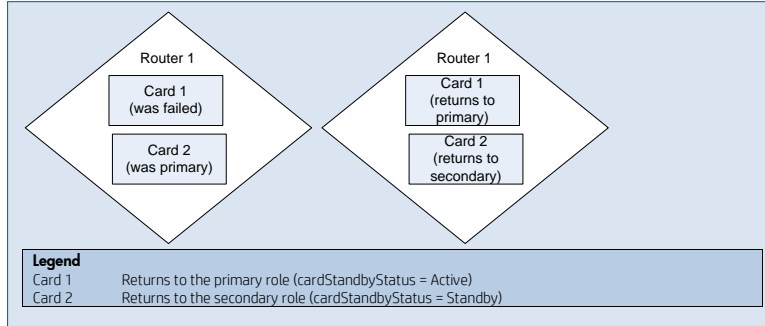 Router 1
Card 1
(was failed)
Card 2
(was primary)
Router 1
Card 1
(returns to
primary)
Card 2
(returns to
secondary)
Legend
Card 1 Returns to the primary role (cardStandbyStatus = Active)
Card 2 Returns to the secondary role (cardStandbyStatus = Standby)